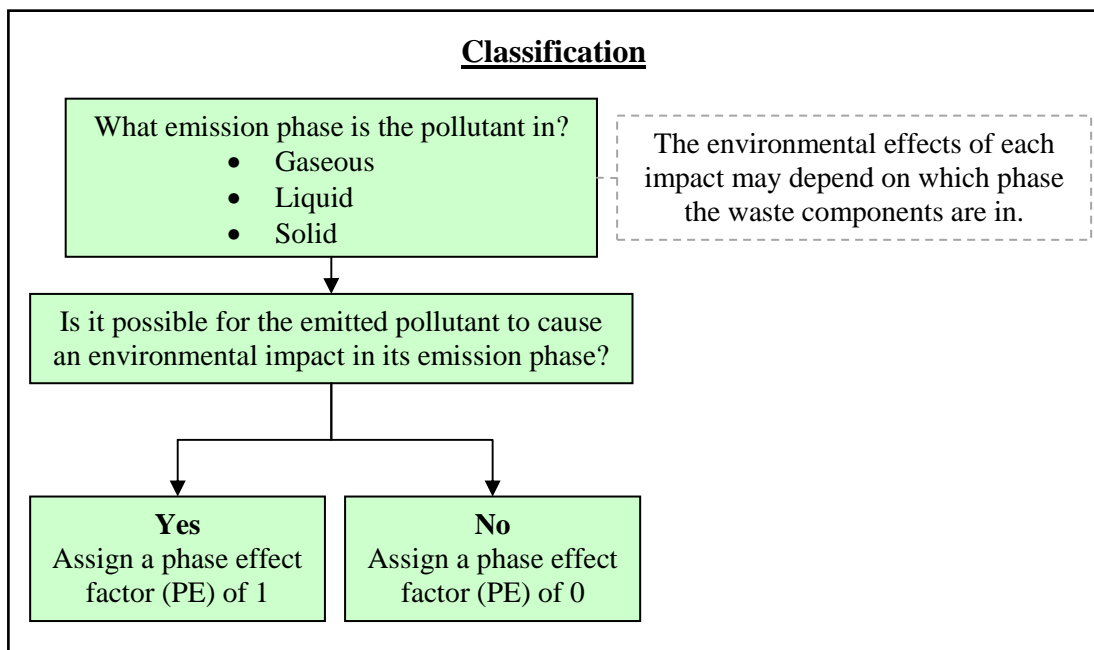 Classification
What emission phase is the pollutant in?
• Gaseous
• Liquid
• Solid
The environmental effects of each
impact may depend on which phase
the waste components are in.
Is it possible for the emitted pollutant to cause
an environmental impact in its emission phase?
Yes
Assign a phase effect
factor (PE) of 1
No
Assign a phase effect
factor (PE) of 0